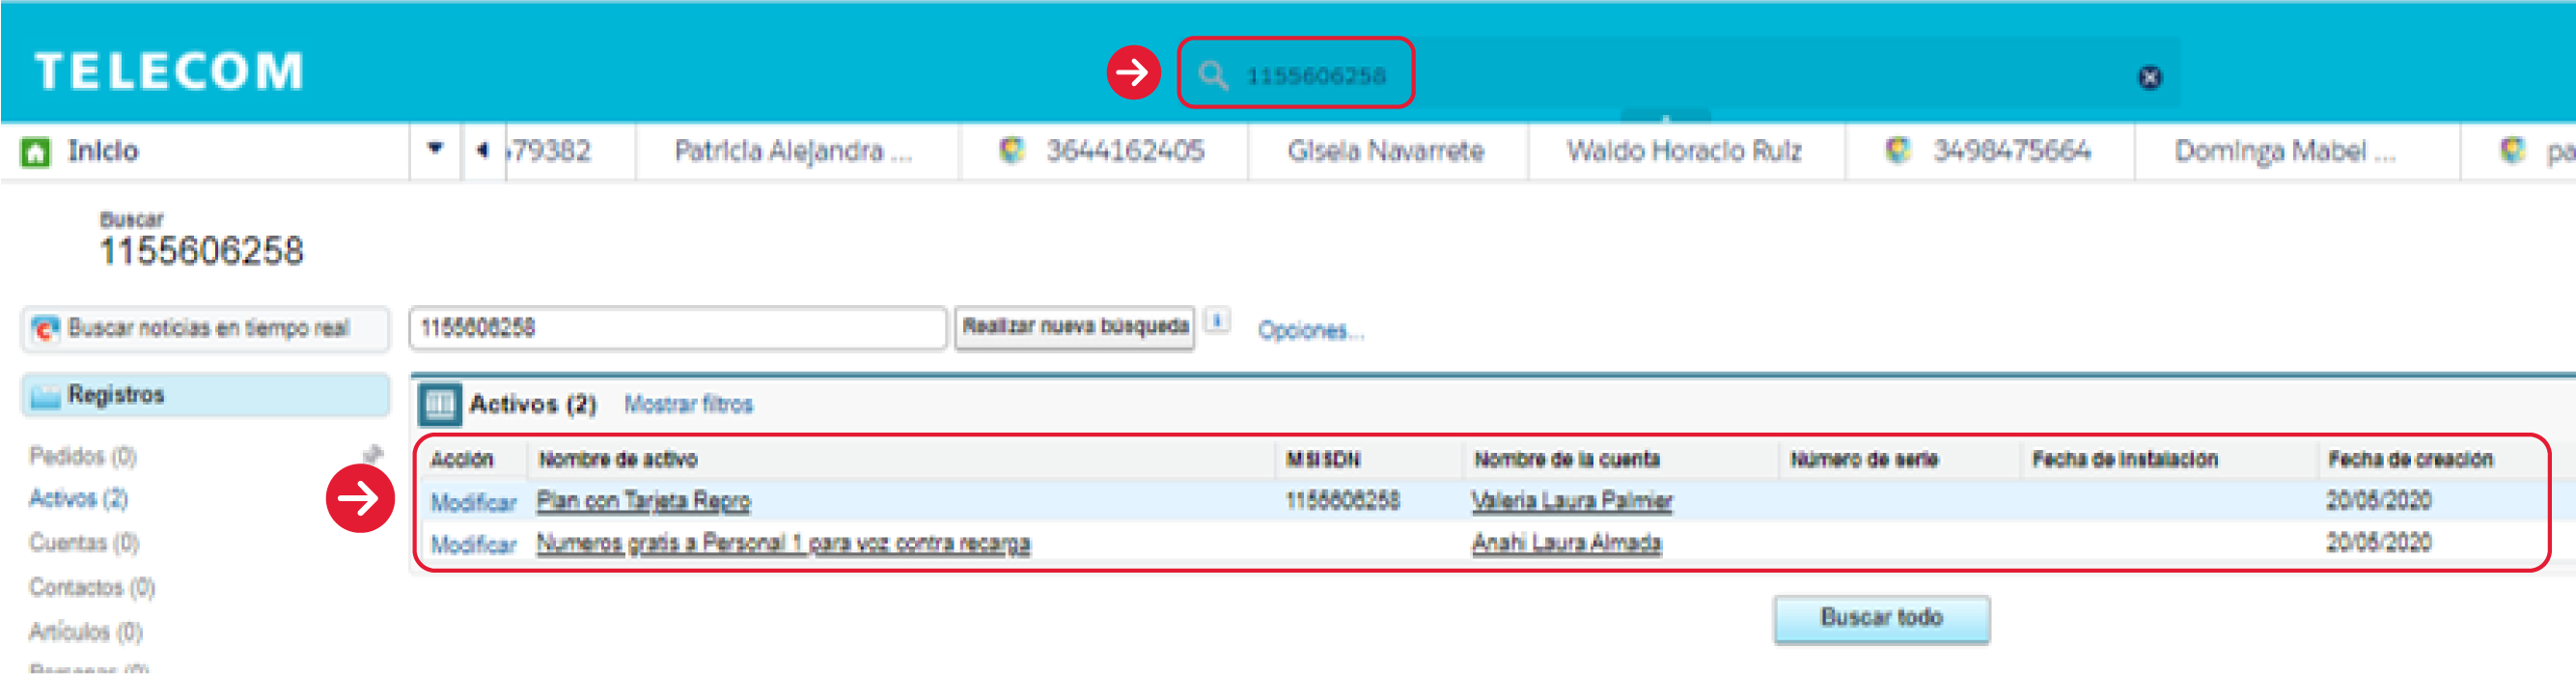 TELECOM
1155606258
Inicio
79382
Patricia Alejandra ...
3644162405
Gisela Navarrete
Waldo Horacio Ruiz
3498475664
Dominga Mabel ...
pa
Buscar
1155606258
Buscar noticias en tiempo real
1155606258
Realizar nueva búsqueda
Opciones...
Registros
Activos (2) Mostrar filtros
Pedidos (0)
Activos (2)
Cuentas (0)
Contactos (0)
Artículos (0)
Personas (0)
Acción Nombre de activo MSISDN Nombre de la cuenta Número de serie Fecha de instalación Fecha de creación
Modificar Plan con Tarjeta Repro 1155606258 Valeria Laura Palmier 20/05/2020
Modificar Numeros gratis a Personal 1 para voz contra recarga Anahi Laura Almada 20/05/2020
Buscar todo